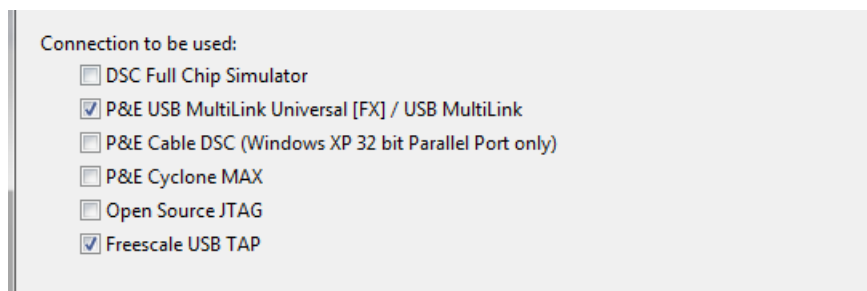 Connection to be used:
DSC Full Chip Simulator
P&E USB MultiLink Universal [FX] / USB MultiLink
P&E Cable DSC (Windows XP 32 bit Parallel Port only)
P&E Cyclone MAX
Open Source JTAG
Freescale USB TAP